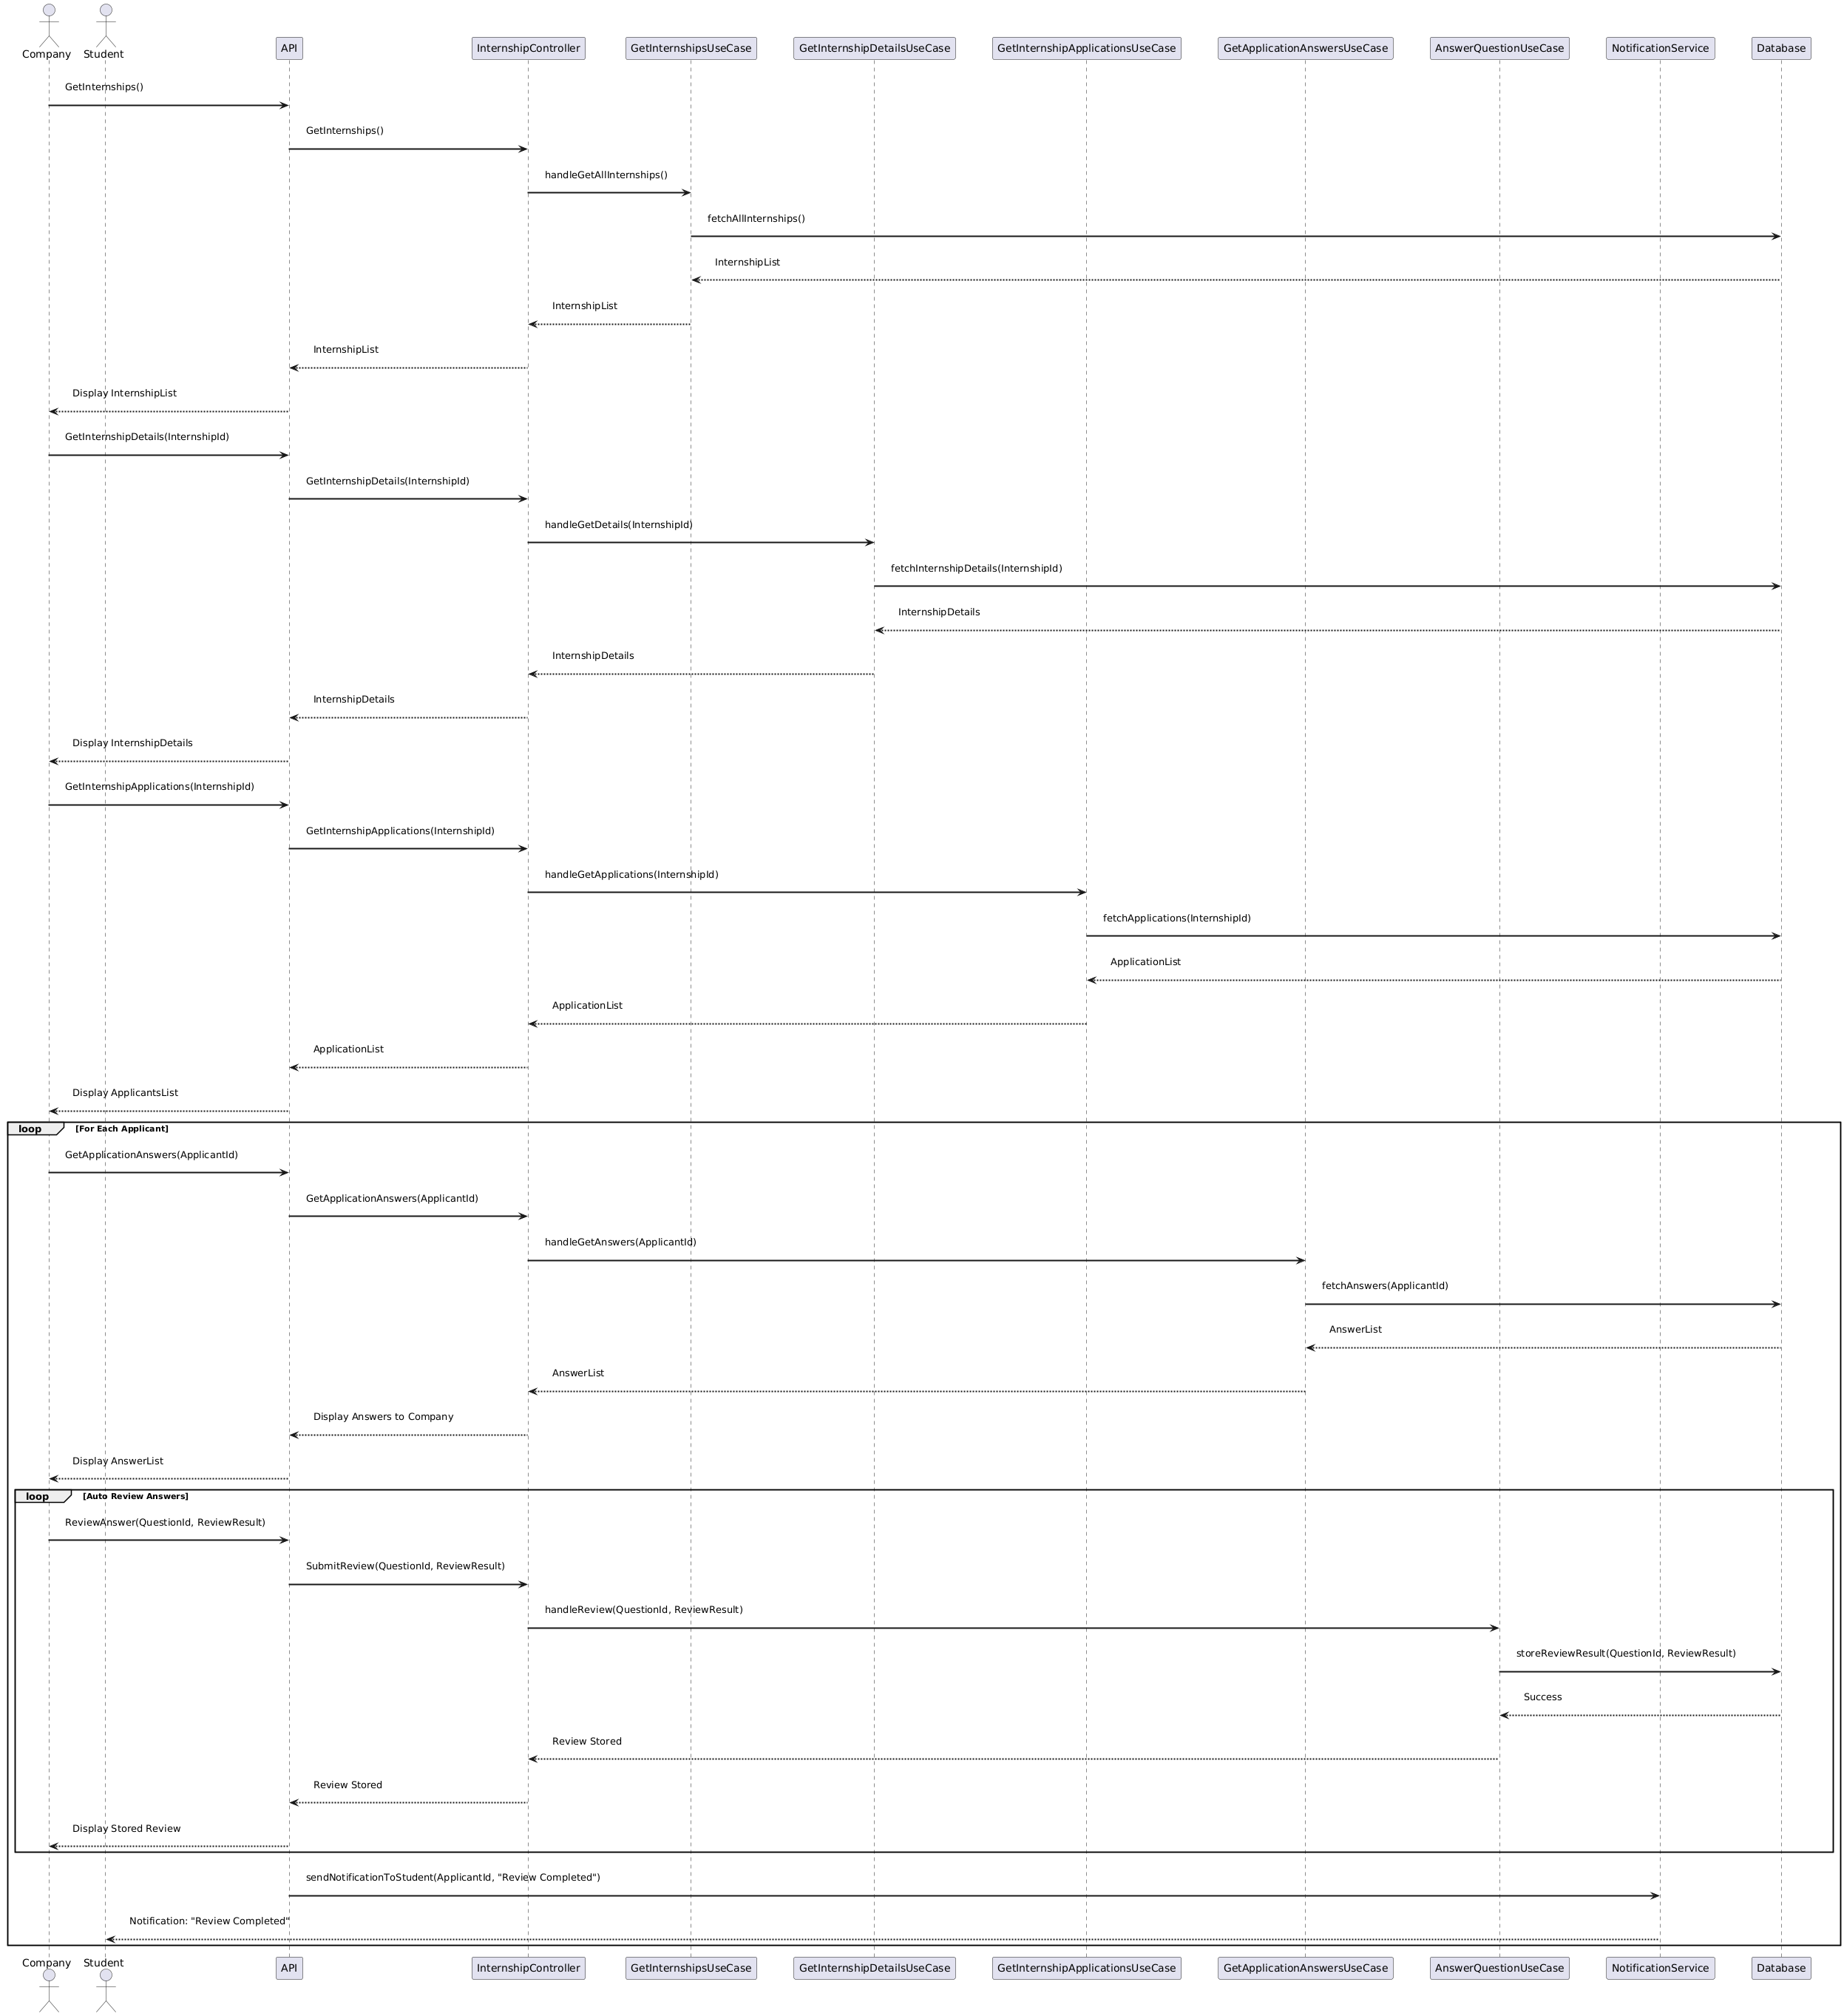 Company
Student
API
InternshipController
GetInternshipsUseCase
GetInternshipDetailsUseCase
GetInternshipApplicationsUseCase
GetApplicationAnswersUseCase
AnswerQuestionUseCase
NotificationService
Database
GetInternships()
GetInternships()
handleGetAllInternships()
fetchAllInternships()
InternshipList
InternshipList
InternshipList
Display InternshipList
GetInternshipDetails(InternshipId)
GetInternshipDetails(InternshipId)
handleGetDetails(InternshipId)
fetchInternshipDetails(InternshipId)
InternshipDetails
InternshipDetails
InternshipDetails
Display InternshipDetails
GetInternshipApplications(InternshipId)
GetInternshipApplications(InternshipId)
handleGetApplications(InternshipId)
fetchApplications(InternshipId)
ApplicationList
ApplicationList
ApplicationList
Display ApplicantsList
loop [For Each Applicant]
GetApplicationAnswers(ApplicantId)
GetApplicationAnswers(ApplicantId)
handleGetAnswers(ApplicantId)
fetchAnswers(ApplicantId)
AnswerList
AnswerList
Display Answers to Company
Display AnswerList
loop [Auto Review Answers]
ReviewAnswer(QuestionId, ReviewResult)
SubmitReview(QuestionId, ReviewResult)
handleReview(QuestionId, ReviewResult)
storeReviewResult(QuestionId, ReviewResult)
Success
Review Stored
Review Stored
Display Stored Review
sendNotificationToStudent(ApplicantId, "Review Completed")
Notification: "Review Completed"
Company
Student
API
InternshipController
GetInternshipsUseCase
GetInternshipDetailsUseCase
GetInternshipApplicationsUseCase
GetApplicationAnswersUseCase
AnswerQuestionUseCase
NotificationService
Database